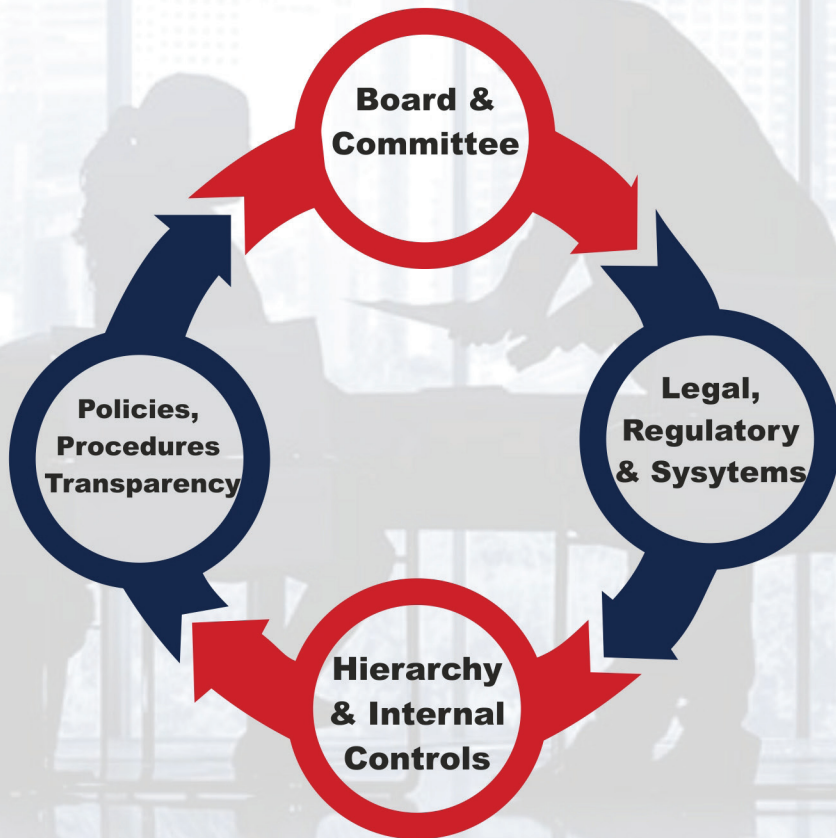 Board &
Committee
Legal,
Regulatory
& Sysytems
Hierarchy
& Internal
Controls
Policies,
Procedures
Transparency